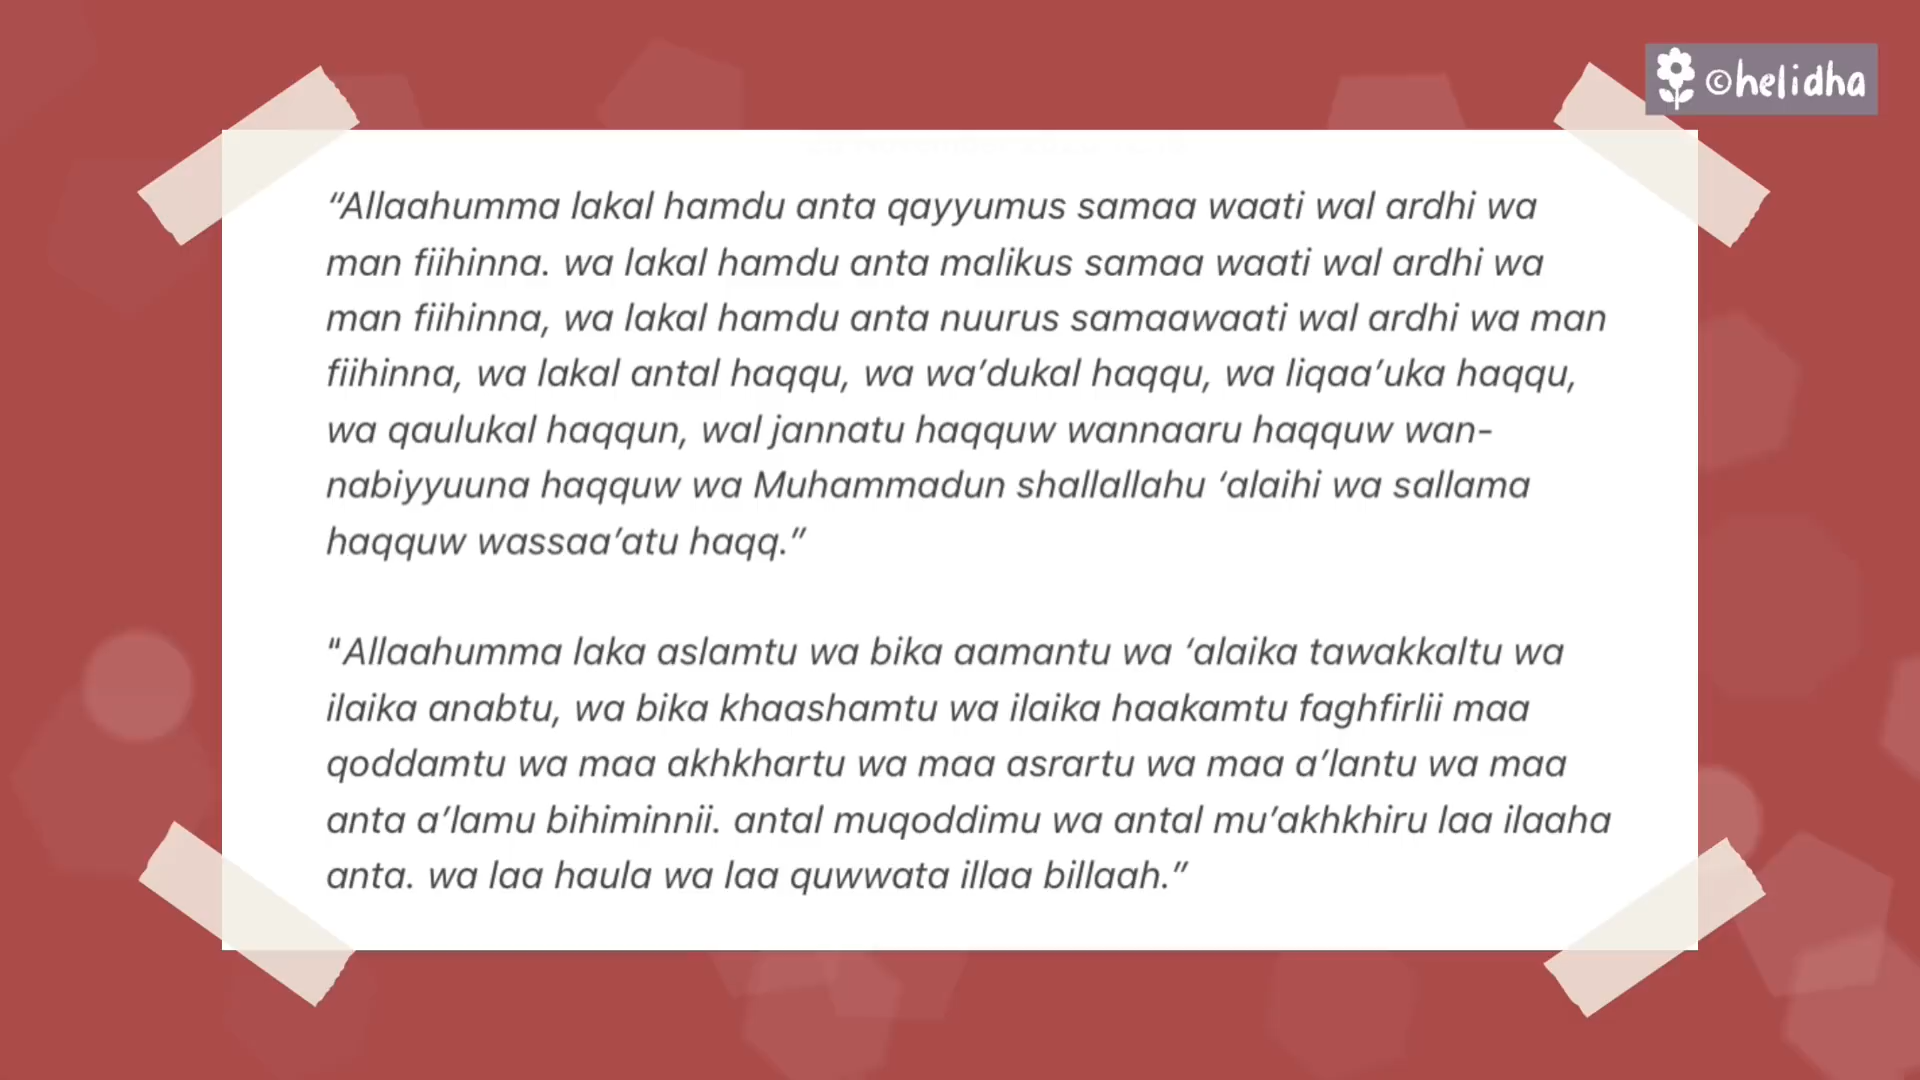 ©helidha
“Allaahumma lakal hamdu anta qayyumus samaa waati wal ardhi wa
man fiihinna. wa lakal hamdu anta malikus samaa waati wal ardhi wa
man fiihinna, wa lakal hamdu anta nuurus samaawaati wal ardhi wa man
fiihinna, wa lakal antal haqqu, wa wa’dukal haqqu, wa liqaa’uka haqqu,
wa qaulukal haqqun, wal jannatu haqquw wannaaru haqquw wan-
nabiyyuuna haqquw wa Muhammadun shallallahu ‘alaihi wa sallama
haqquw wassaa’atu haqq.”
"Allaahumma laka aslamtu wa bika aamantu wa ‘alaika tawakkaltu wa
ilaika anabtu, wa bika khaashamtu wa ilaika haakamtu faghfirlii maa
qoddamtu wa maa akhkhartu wa maa asrartu wa maa a’lantu wa maa
anta a’lamu bihiminnii. antal muqoddimu wa antal mu’akhkhiru laa ilaaha
anta. wa laa haula wa laa quwwata illaa billaah.”